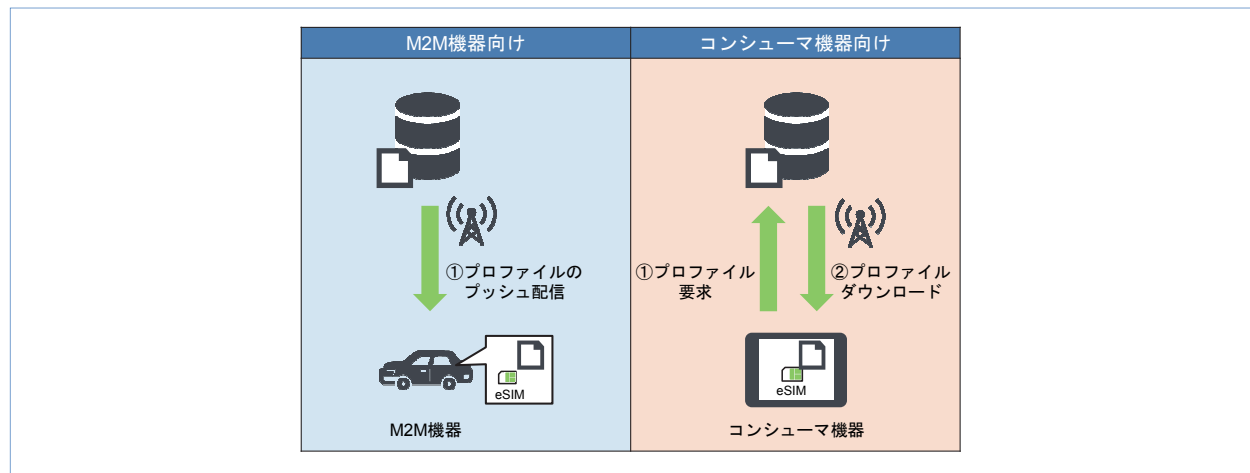 M2M機器向け
コンシューマ機器向け
①プロファイルの
プッシュ配信
eSIM
M2M機器
①プロファイル
要求
②プロファイル
ダウンロード
eSIM
コンシューマ機器